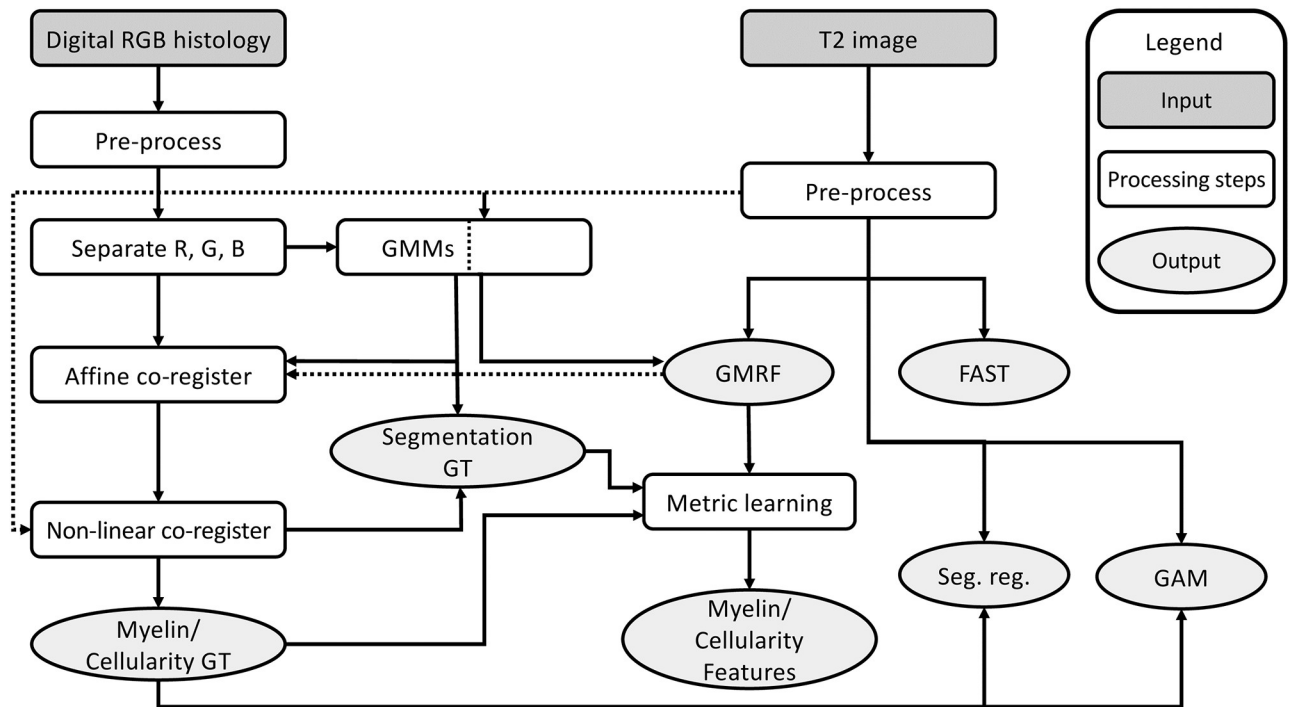 Digital RGB histology
T2 image
Legend
Input
Pre-process
Processing steps
Pre-process
Separate R, G, B
GMMs
Output
Affine co-register
GMRF
FAST
Segmentation
GT
Metric learning
Non-linear co-register
Seg. reg.
GAM
Myelin/
Cellularity GT
Myelin/
Cellularity
Features